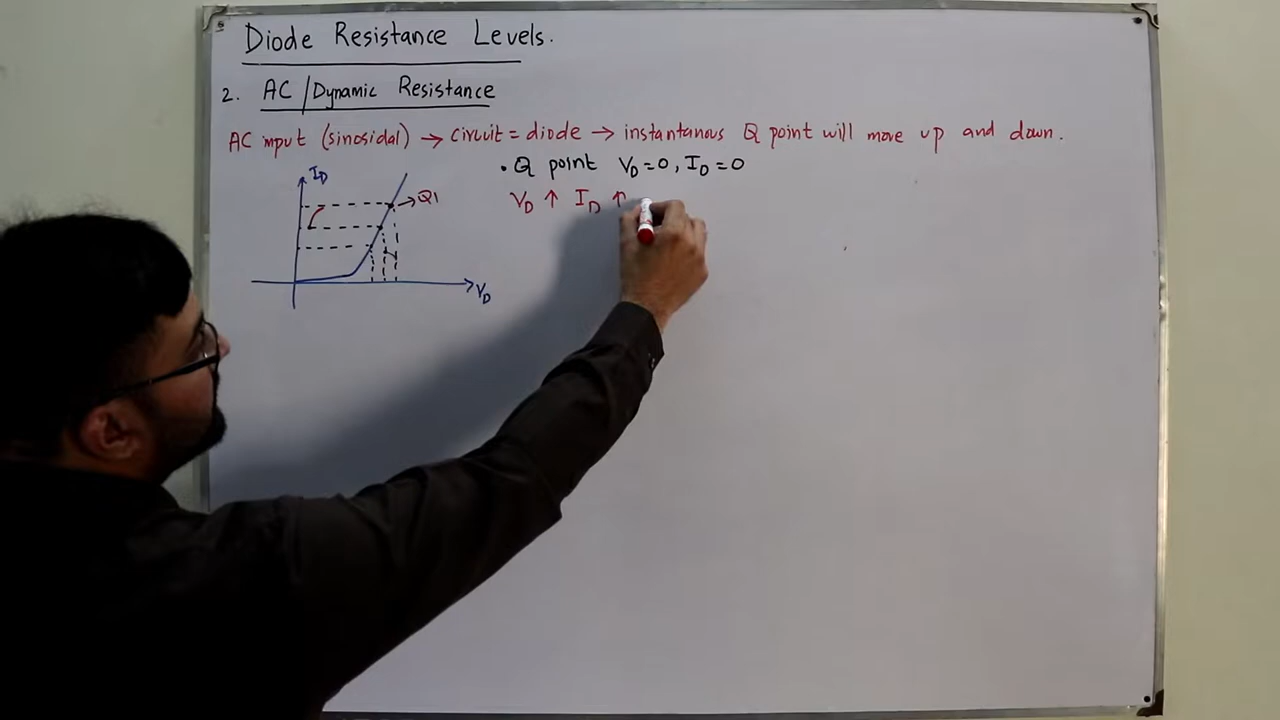 Diode Resistance Levels.
2. AC / Dynamic Resistance
AC input (sinosidal) → circuit = diode → instantanous Q point will move up and down.
• Q point V_D = 0, I_D = 0
V_D ↑ I_D ↑
I_D
→ Q1
V_D